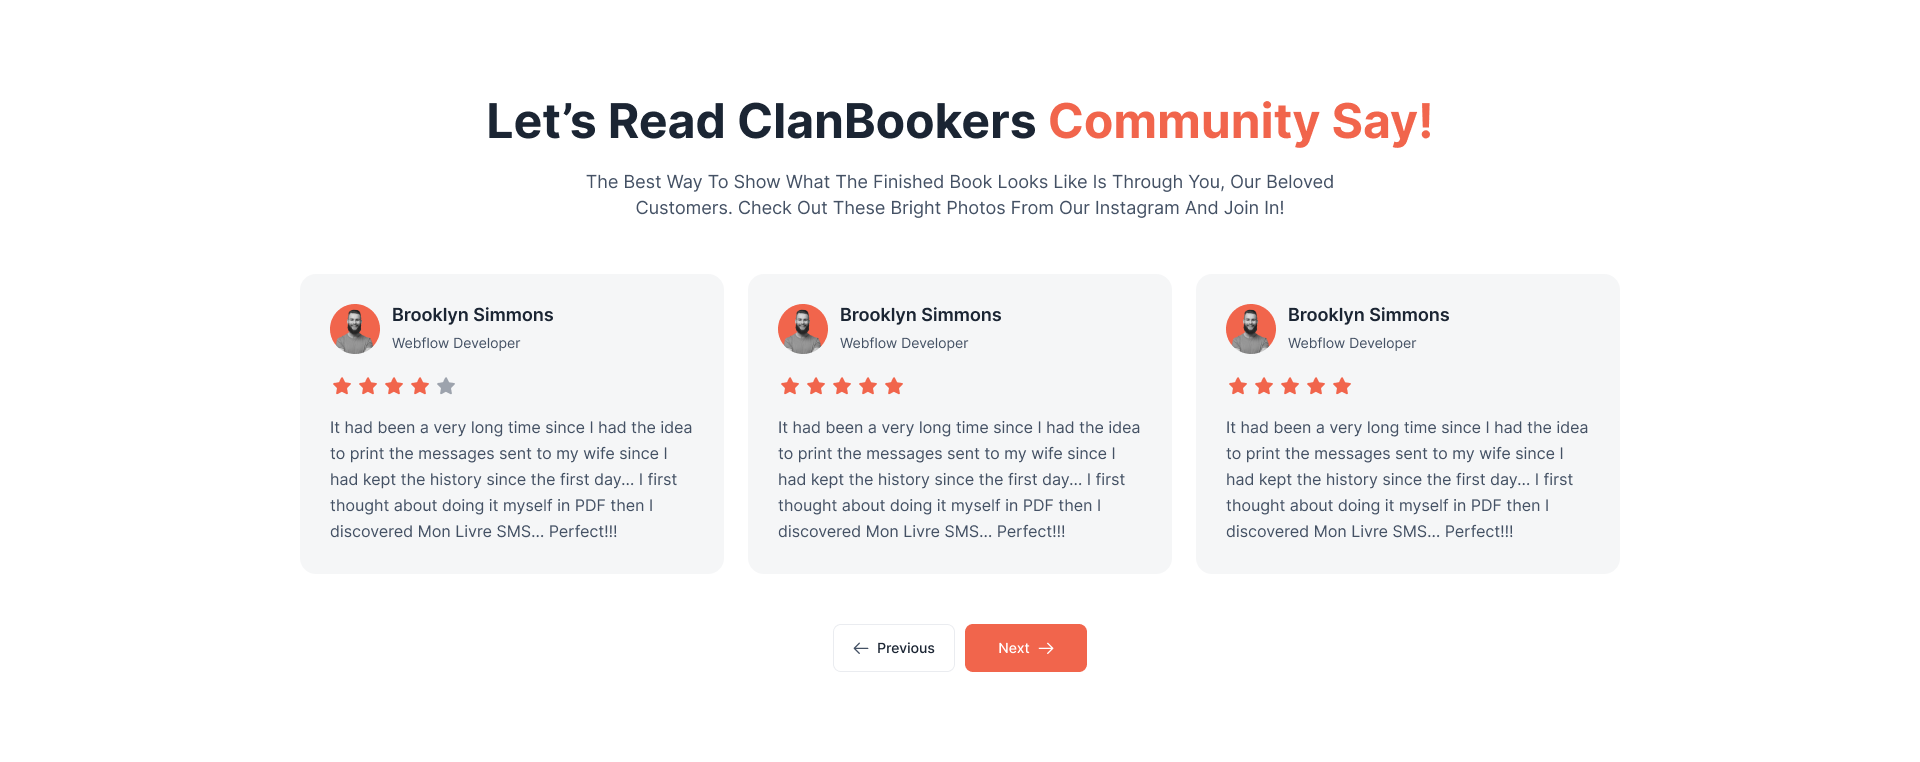 Let’s Read ClanBookers Community Say!
The Best Way To Show What The Finished Book Looks Like Is Through You, Our Beloved
Customers. Check Out These Bright Photos From Our Instagram And Join In!
Brooklyn Simmons
Webflow Developer
It had been a very long time since I had the idea
to print the messages sent to my wife since I
had kept the history since the first day... I first
thought about doing it myself in PDF then I
discovered Mon Livre SMS... Perfect!!!
Brooklyn Simmons
Webflow Developer
It had been a very long time since I had the idea
to print the messages sent to my wife since I
had kept the history since the first day... I first
thought about doing it myself in PDF then I
discovered Mon Livre SMS... Perfect!!!
Brooklyn Simmons
Webflow Developer
It had been a very long time since I had the idea
to print the messages sent to my wife since I
had kept the history since the first day... I first
thought about doing it myself in PDF then I
discovered Mon Livre SMS... Perfect!!!
Previous
Next